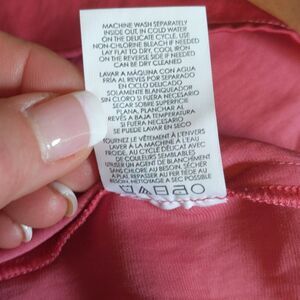 MACHINE WASH SEPARATELY
INSIDE OUT, IN COLD WATER
ON THE DELICATE CYCLE, USE
NON-CHLORINE BLEACH IF NEEDED
LAY FLAT TO DRY, COOL IRON
ON THE REVERSE SIDE IF NEEDED
CAN BE DRY CLEANED
LAVAR A MÁQUINA CON AGUA
FRÍA AL REVÉS POR SEPARADO
EN CICLO DELICADO
SOLAMENTE BLANQUEADOR
SIN CLORO SI FUERA NECESARIO
SECAR SOBRE SUPERFICIE
PLANA, PLANCHAR AL
REVÉS A BAJA TEMPERATURA
SI FUERA NECESARIO
SE PUEDE LAVAR EN SECO
TOURNEZ LE VÊTEMENT À L'ENVERS
LAVER À LA MACHINE À L'EAU
FROIDE, AU CYCLE DÉLICAT AVEC
DE COULEURS SEMBLABLES
UTILISER UN AGENT DE BLANCHIMENT
SANS CHLORE AU BESOIN. SÉCHER
A PLAT, REPASSER AU FER TIÈDE AU
BESOIN, NETTOYAGE A SEC POSSIBLE